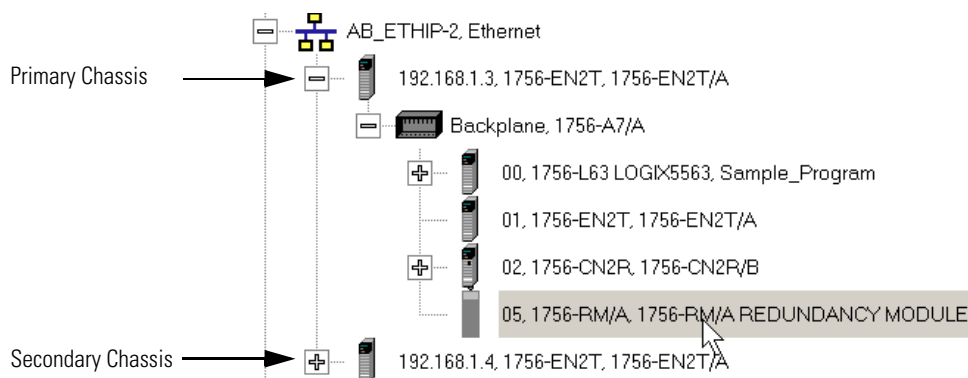 AB_ETHIP-2, Ethernet
Primary Chassis
192.168.1.3, 1756-EN2T, 1756-EN2T/A
Backplane, 1756-A7/A
00, 1756-L63 LOGIX5563, Sample_Program
01, 1756-EN2T, 1756-EN2T/A
02, 1756-CN2R, 1756-CN2R/B
05, 1756-RM/A, 1756-RM/A REDUNDANCY MODULE
Secondary Chassis
192.168.1.4, 1756-EN2T, 1756-EN2T/A